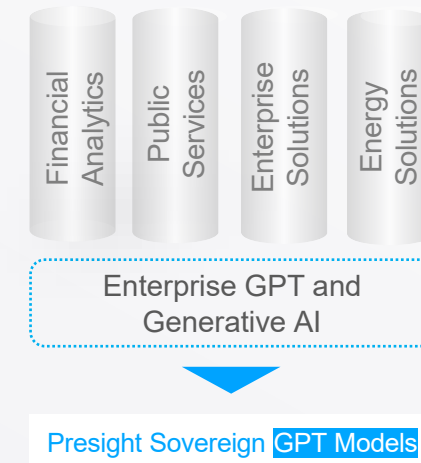 Financial
Analytics
Public
Services
Enterprise
Solutions
Energy
Solutions
Enterprise GPT and
Generative AI
Presight Sovereign GPT Models